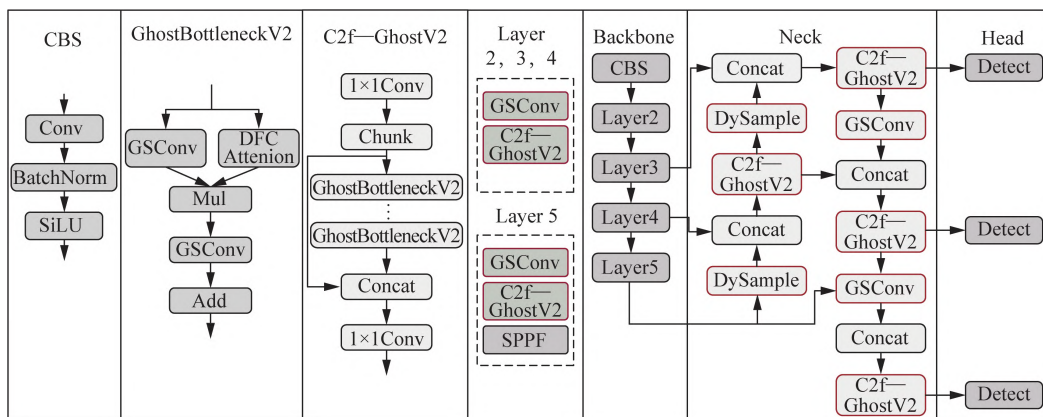 CBS
Conv
BatchNorm
SiLU
GhostBottleneckV2
GSConv
DFC
Attenion
Mul
GSConv
Add
C2f—GhostV2
1×1Conv
Chunk
GhostBottleneckV2
GhostBottleneckV2
Concat
1×1Conv
Layer
2, 3, 4
GSConv
C2f—
GhostV2
Layer 5
GSConv
C2f—
GhostV2
SPPF
Backbone
CBS
Layer2
Layer3
Layer4
Layer5
Neck
Concat
DySample
C2f—
GhostV2
Concat
DySample
C2f—
GhostV2
GSConv
Concat
C2f—
GhostV2
GSConv
Concat
C2f—
GhostV2
Head
Detect
Detect
Detect